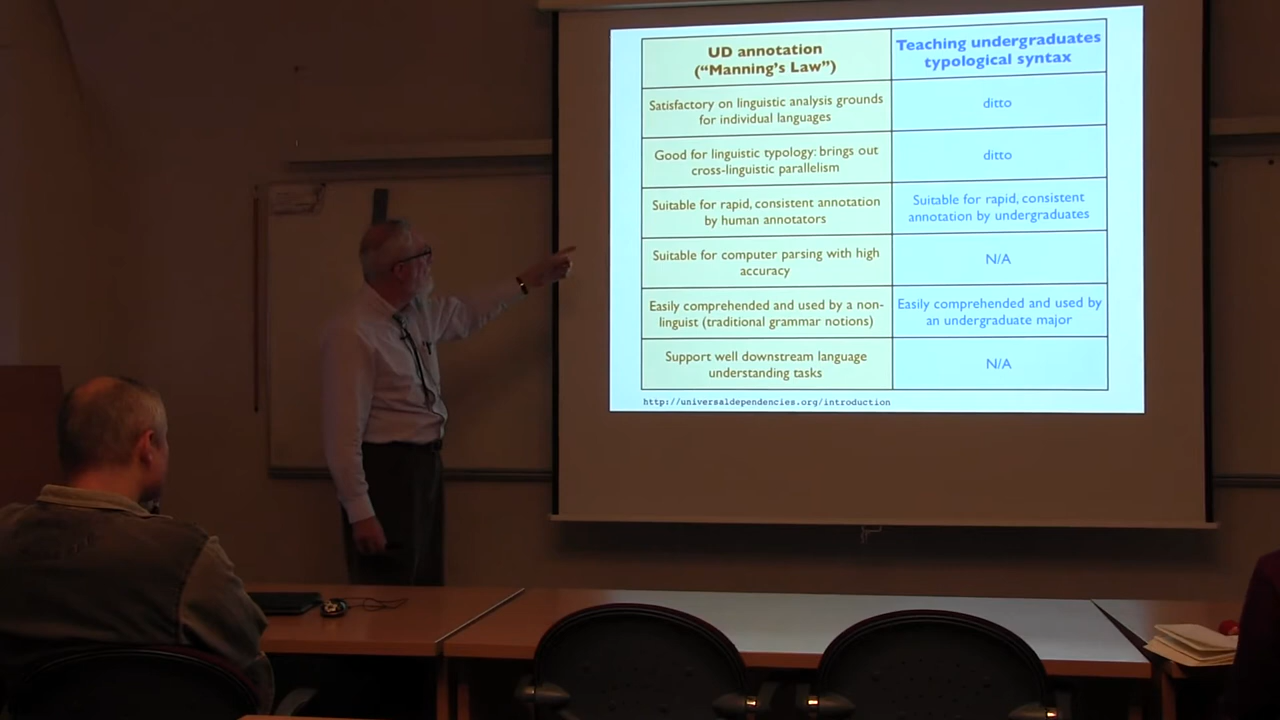 UD annotation
("Manning's Law")
Teaching undergraduates
typological syntax
Satisfactory on linguistic analysis grounds
for individual languages
ditto
Good for linguistic typology: brings out
cross-linguistic parallelism
ditto
Suitable for rapid, consistent annotation
by human annotators
Suitable for rapid, consistent
annotation by undergraduates
Suitable for computer parsing with high
accuracy
N/A
Easily comprehended and used by a non-
linguist (traditional grammar notions)
Easily comprehended and used by
an undergraduate major
Support well downstream language
understanding tasks
N/A
http://universaldependencies.org/introduction